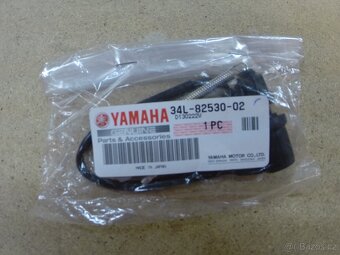 YAMAHA 34L-82530-02
GENUINE
Parts & Accessories
1 PC
YAMAHA MOTOR CO.,LTD.
MADE IN JAPAN